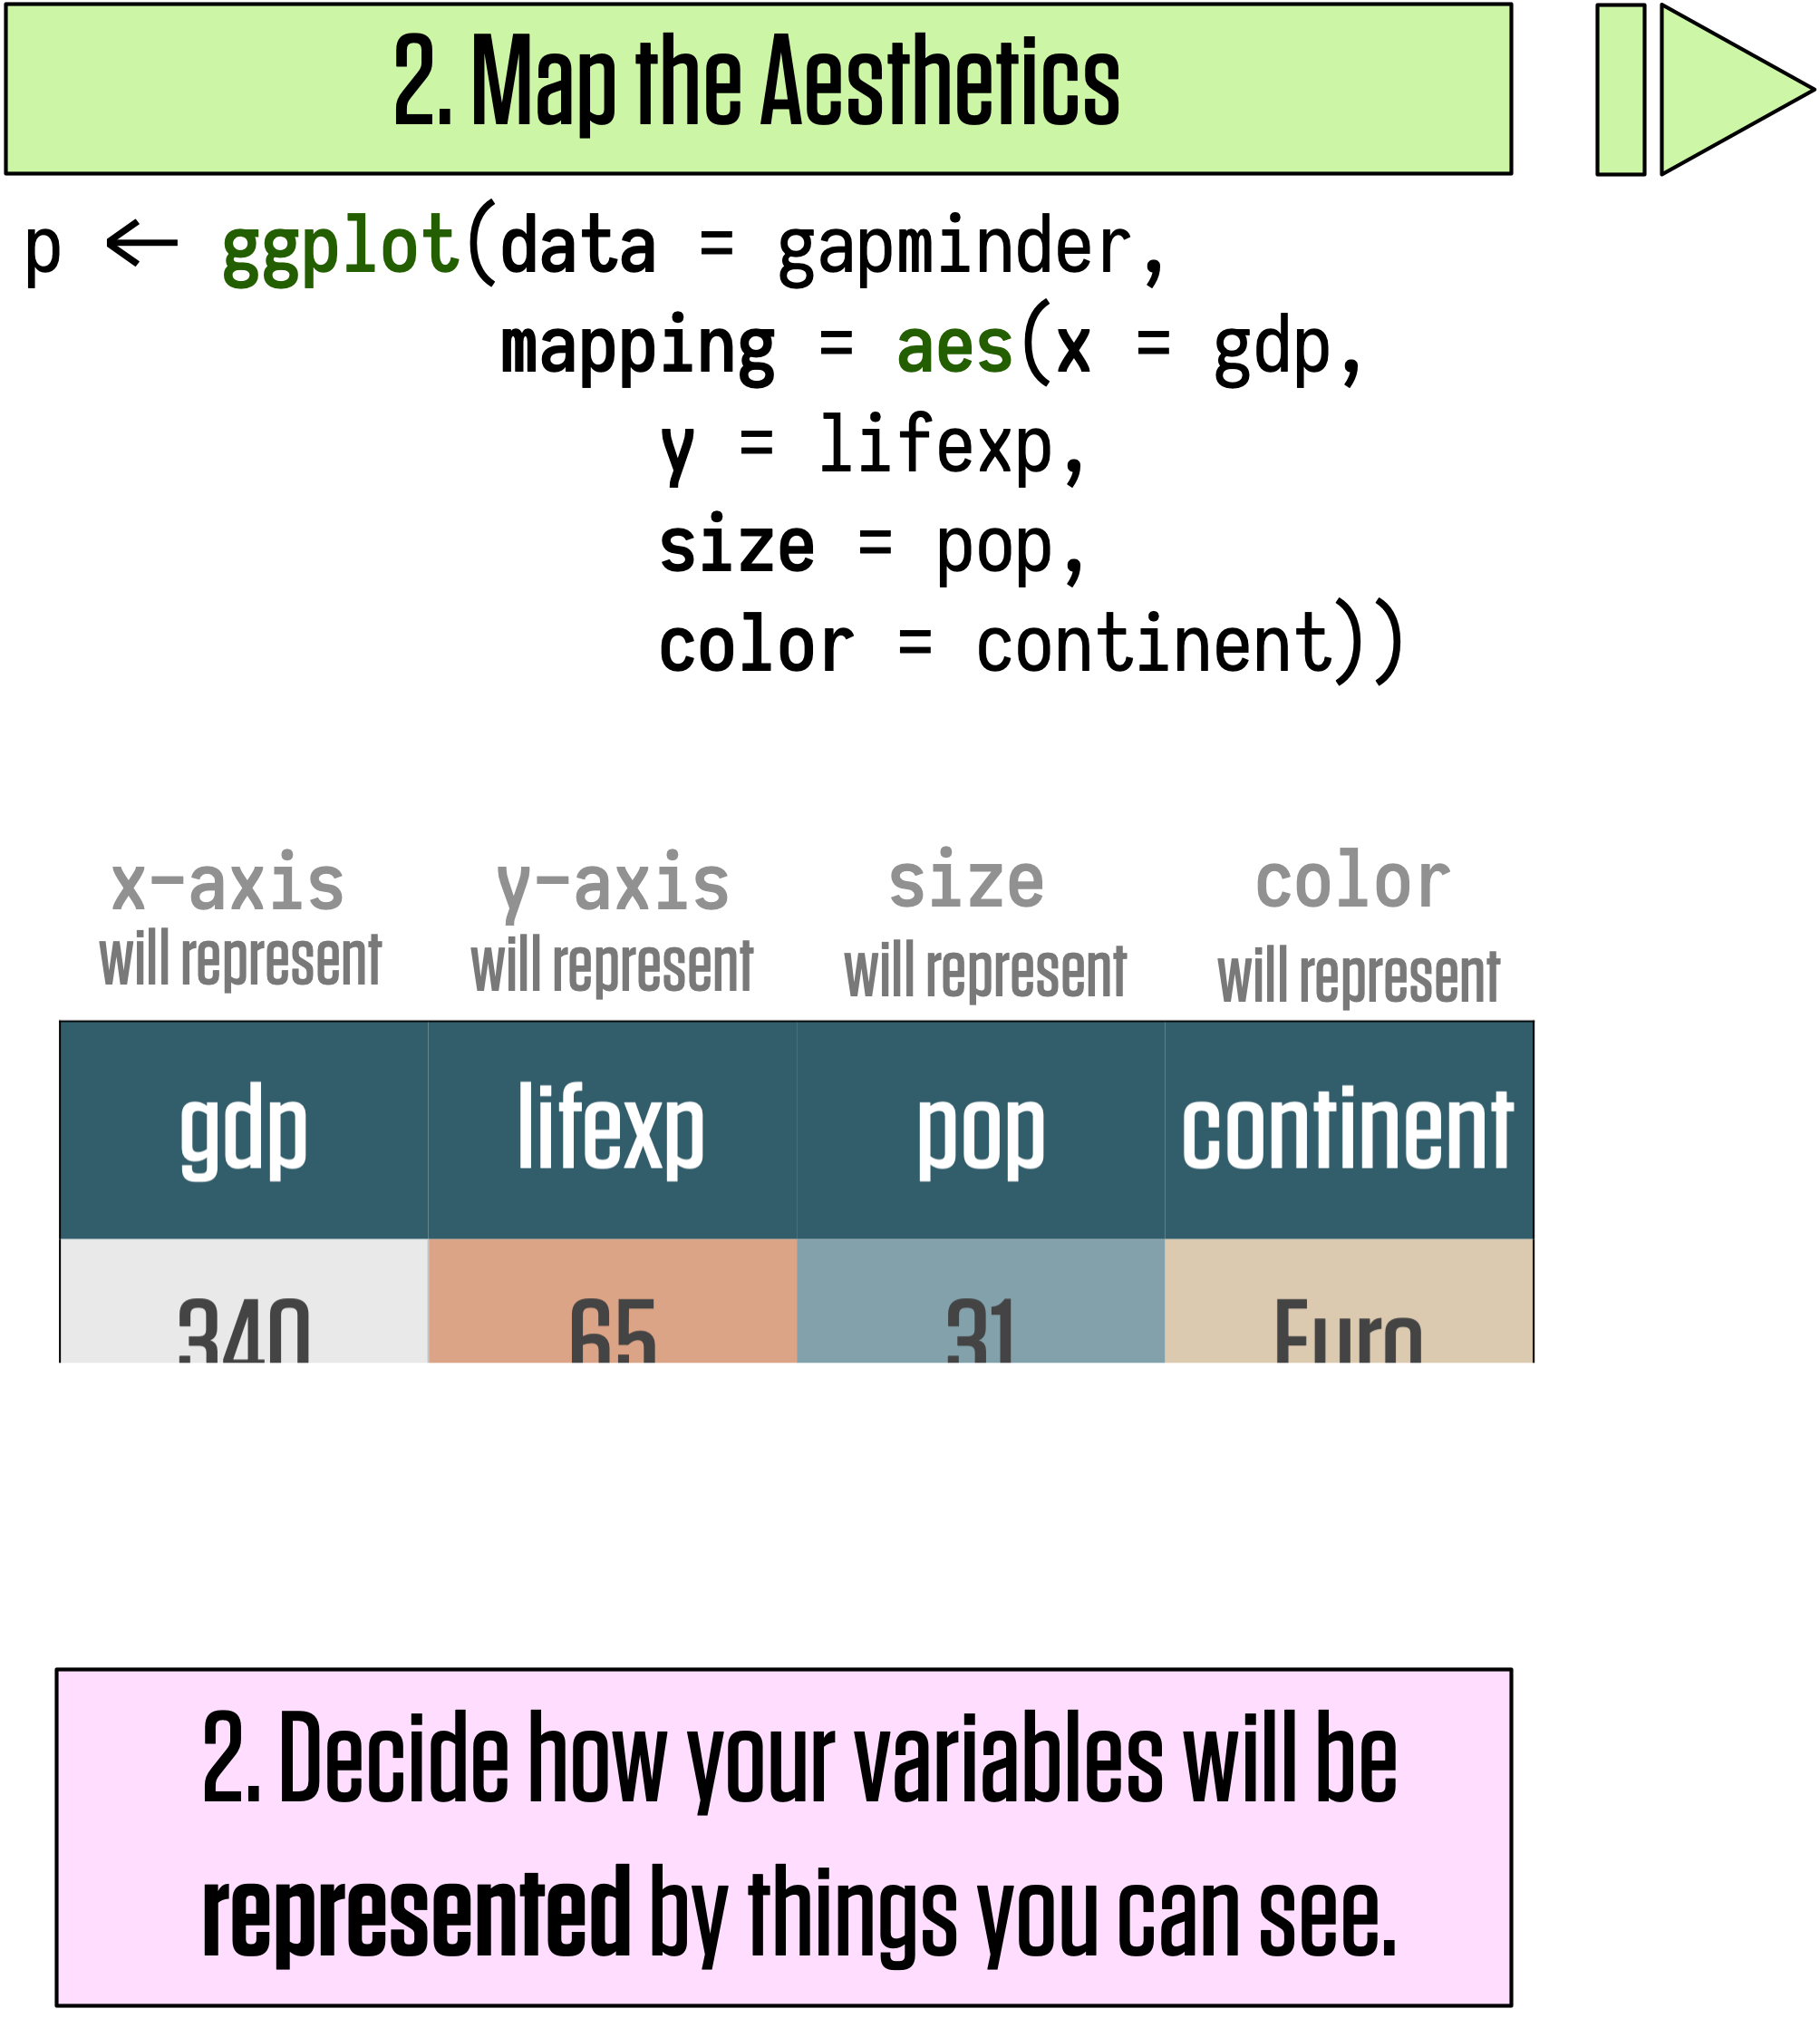 2. Map the Aesthetics
p ← ggplot(data = gapminder,
mapping = aes(x = gdp,
y = lifexp,
size = pop,
color = continent))
x-axis y-axis size color
will represent will represent will represent will represent
gdp lifexp pop continent
340 65 31 Euro
2. Decide how your variables will be
represented by things you can see.